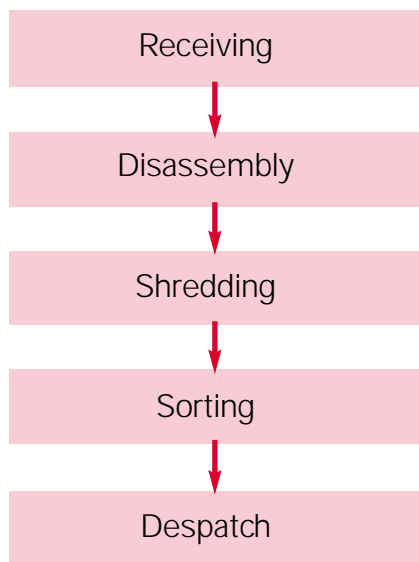 Receiving
Disassembly
Shredding
Sorting
Despatch